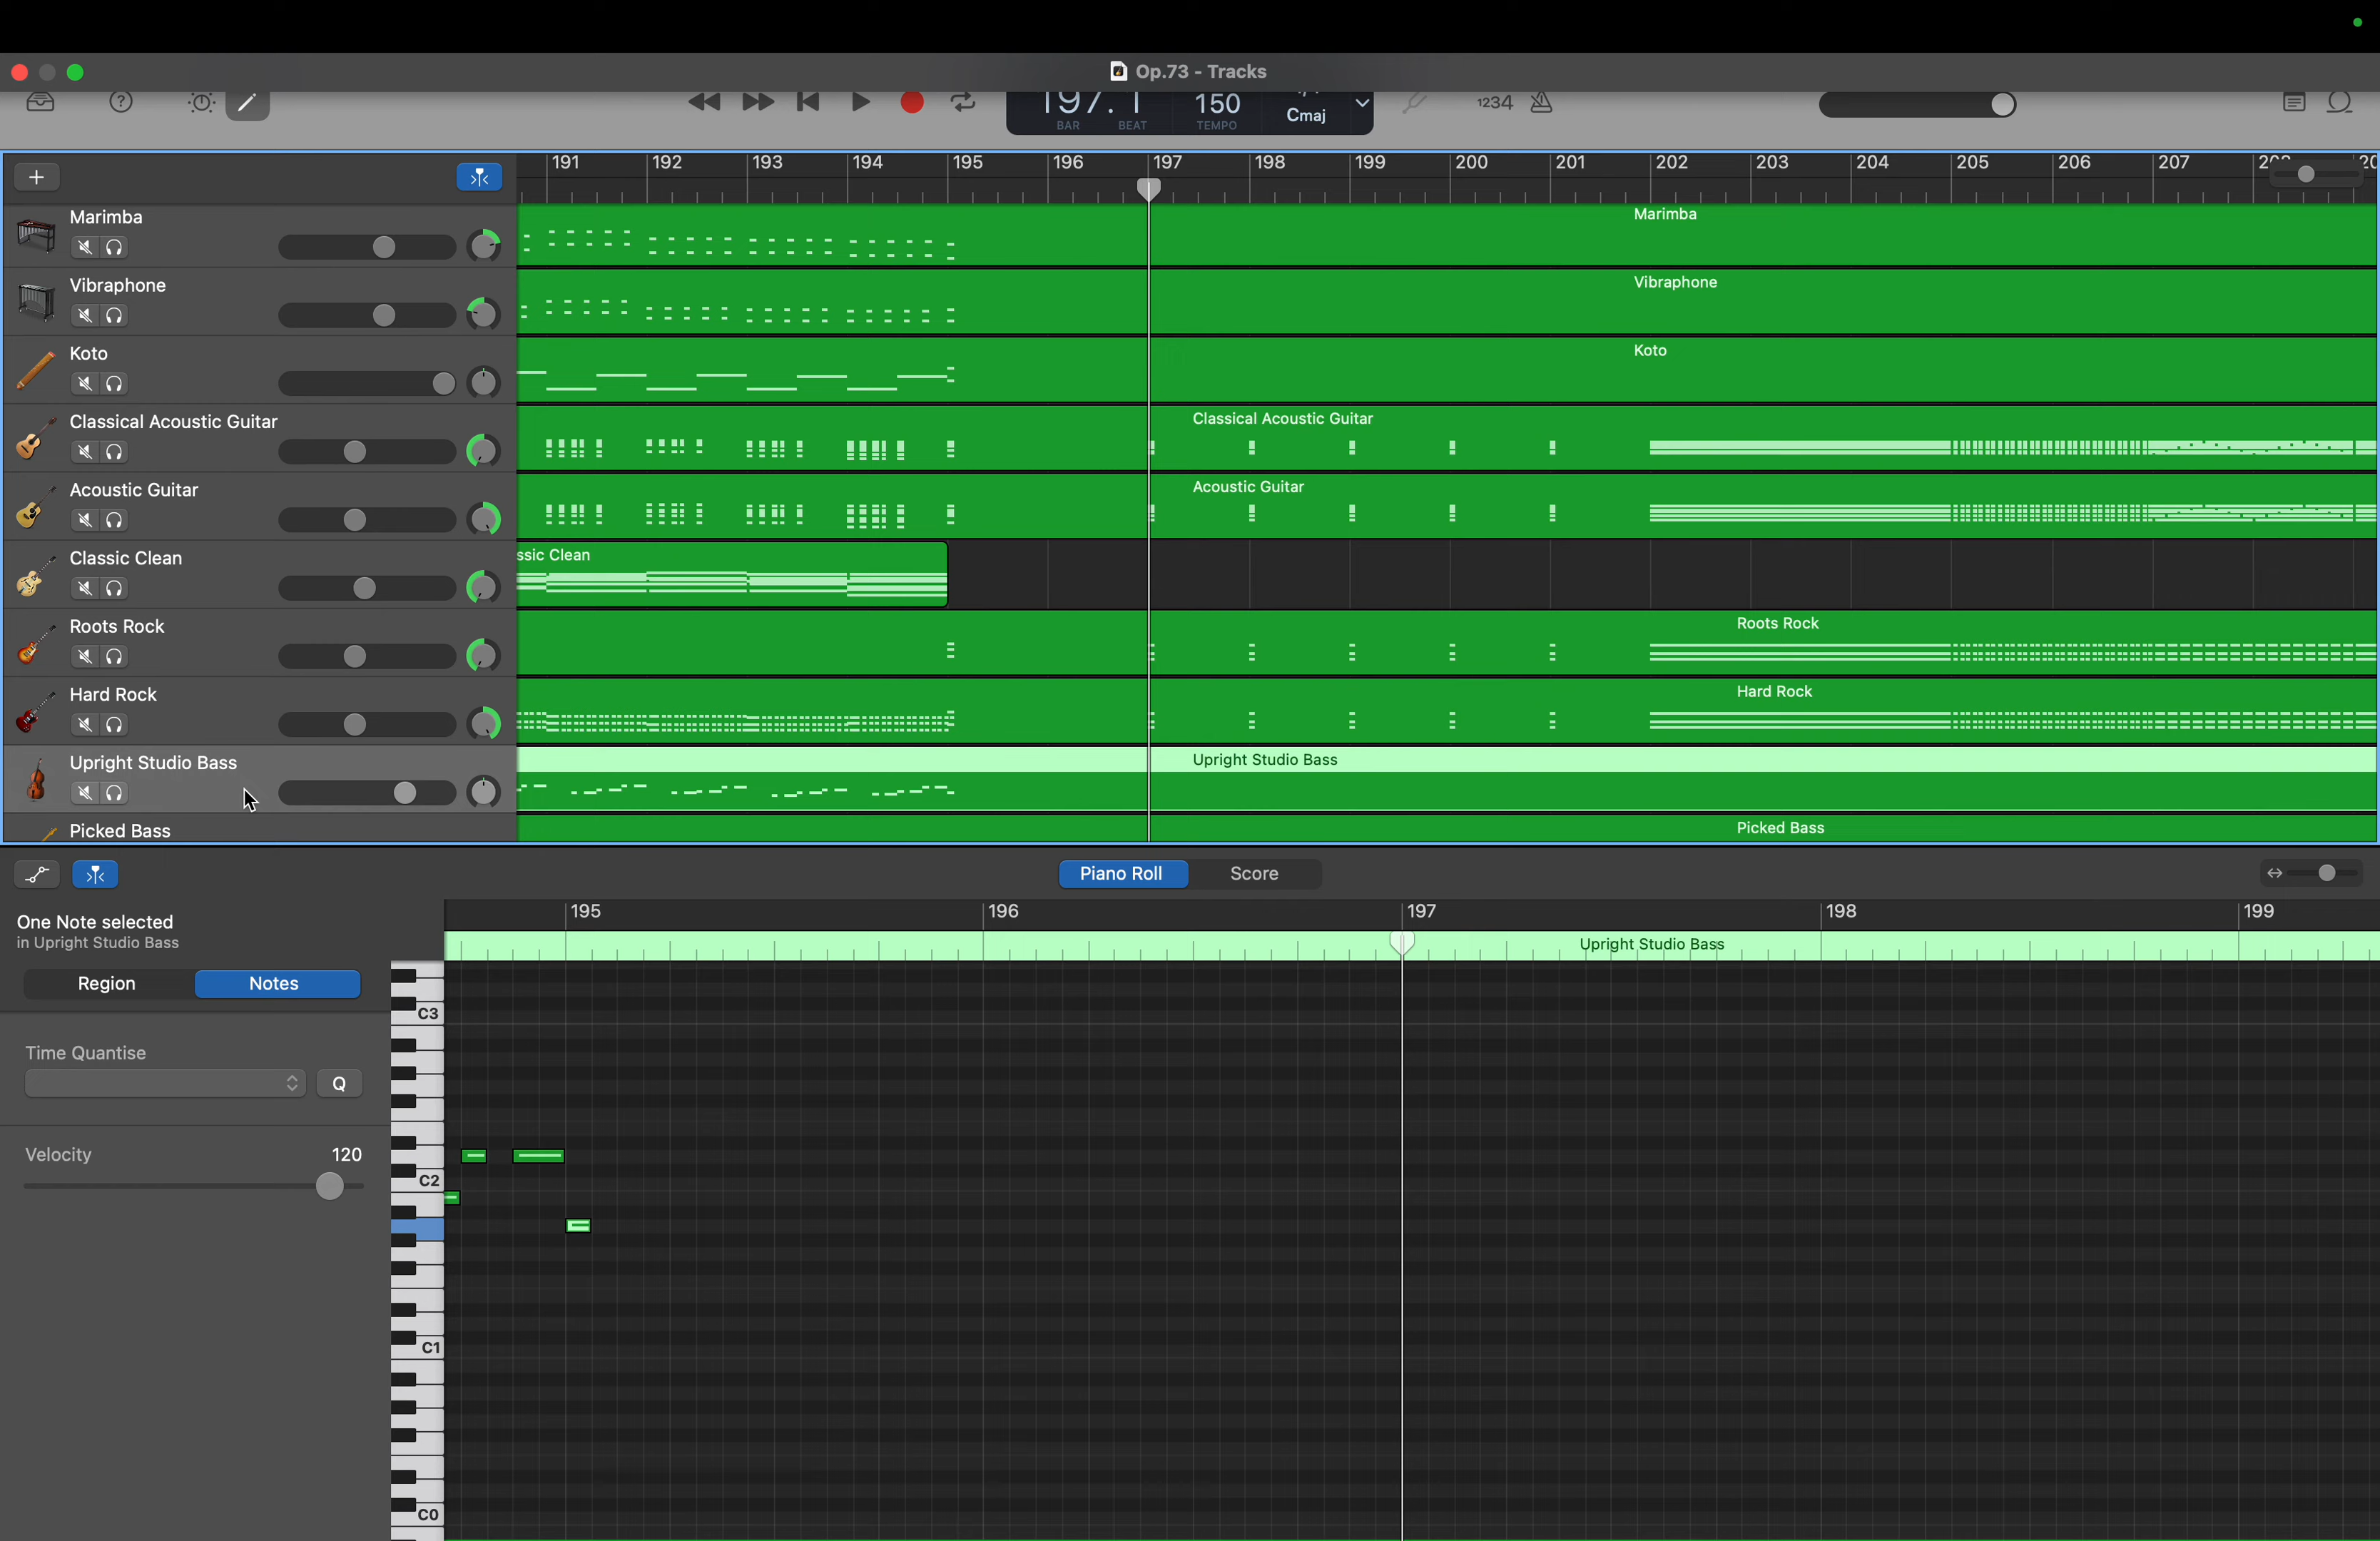 Op.73 - Tracks
1234
197. 1
BAR
BEAT
150
TEMPO
Cmaj
191 192 193 194 195 196 197 198 199 200 201 202 203 204 205 206 207
Marimba
Marimba
Vibraphone
Vibraphone
Koto
Koto
Classical Acoustic Guitar
Classical Acoustic Guitar
Acoustic Guitar
Acoustic Guitar
Classic Clean
ssic Clean
Roots Rock
Roots Rock
Hard Rock
Hard Rock
Upright Studio Bass
Upright Studio Bass
Picked Bass
Picked Bass
Piano Roll
Score
195 196 197 198 199
One Note selected
in Upright Studio Bass
Upright Studio Bass
Region
Notes
Time Quantise
Q
Velocity
120
C3
C2
C1
C0